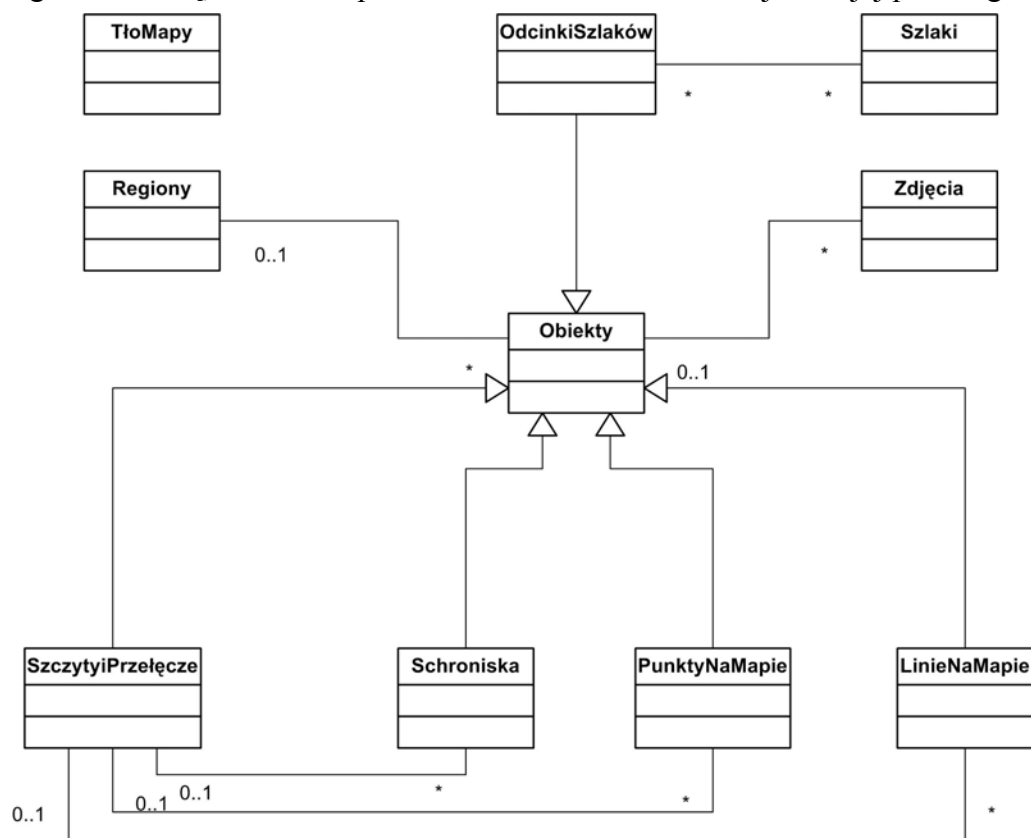 TłoMapy
OdcinkiSzlaków
Szlaki
* *
Regiony
Zdjęcia
0..1
*
Obiekty
*
0..1
SzczytyiPrzełęcze
Schroniska
PunktyNaMapie
LinieNaMapie
0..1
*
0..1
0..1
*
*